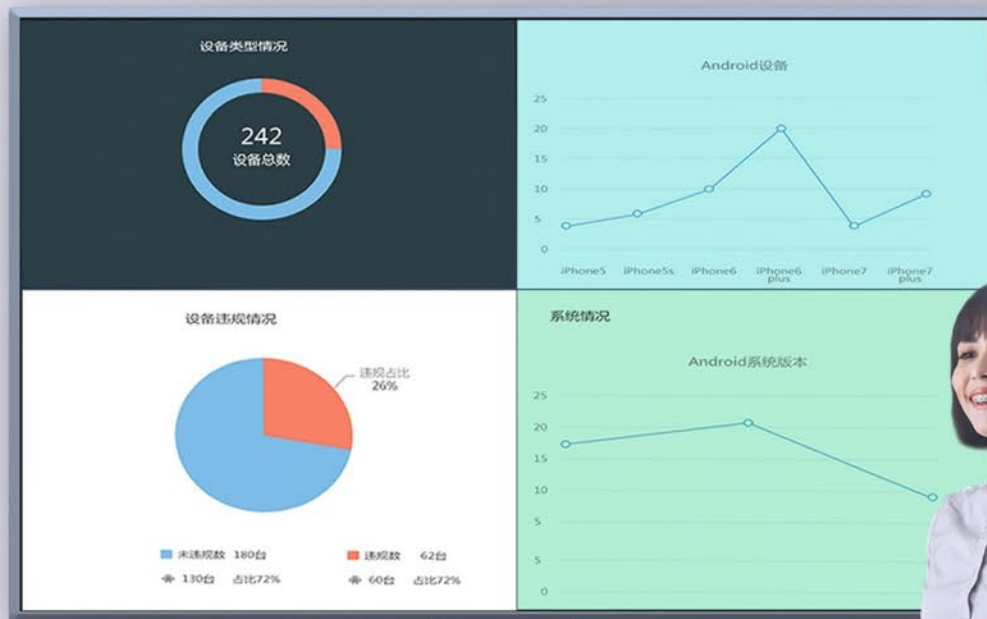 设备类型情况
242
设备总数
Android设备
25
20
15
10
5
0
iPhone5 iPhone5s iPhone6 iPhone6 plus iPhone7 iPhone7 plus
设备违规情况
违规占比
26%
未违规数 180台 违规数 62台
130台 占比72% 60台 占比72%
系统情况
Android系统版本
25
20
15
10
5
5
0